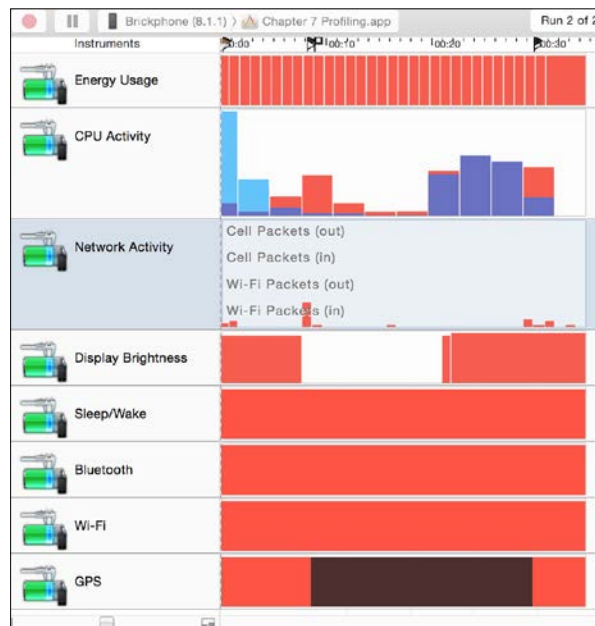 Brickphone (8.1.1) › Chapter 7 Profiling.app
Run 2 of 2
Instruments
00:00 00:10 00:20 00:30
Energy Usage
CPU Activity
Network Activity
Cell Packets (out)
Cell Packets (in)
Wi-Fi Packets (out)
Wi-Fi Packets (in)
Display Brightness
Sleep/Wake
Bluetooth
Wi-Fi
GPS